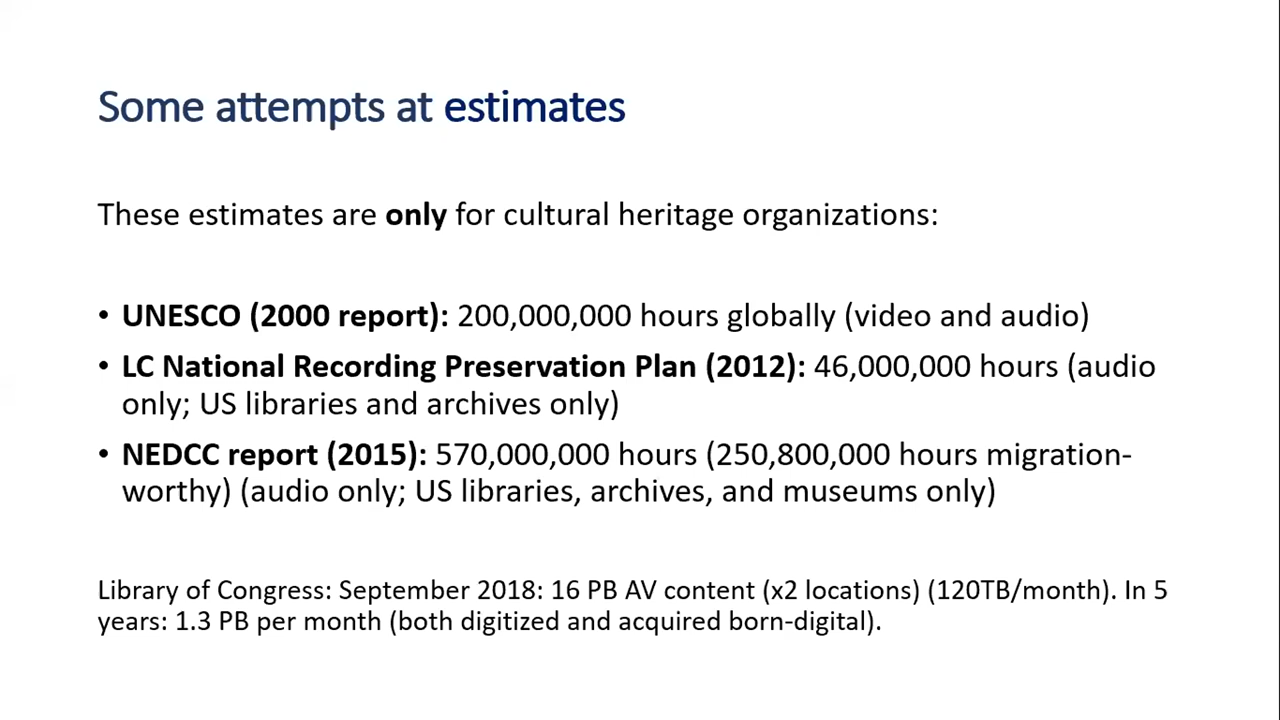 Some attempts at estimates
These estimates are only for cultural heritage organizations:
• UNESCO (2000 report): 200,000,000 hours globally (video and audio)
• LC National Recording Preservation Plan (2012): 46,000,000 hours (audio
only; US libraries and archives only)
• NEDCC report (2015): 570,000,000 hours (250,800,000 hours migration-
worthy) (audio only; US libraries, archives, and museums only)
Library of Congress: September 2018: 16 PB AV content (x2 locations) (120TB/month). In 5
years: 1.3 PB per month (both digitized and acquired born-digital).